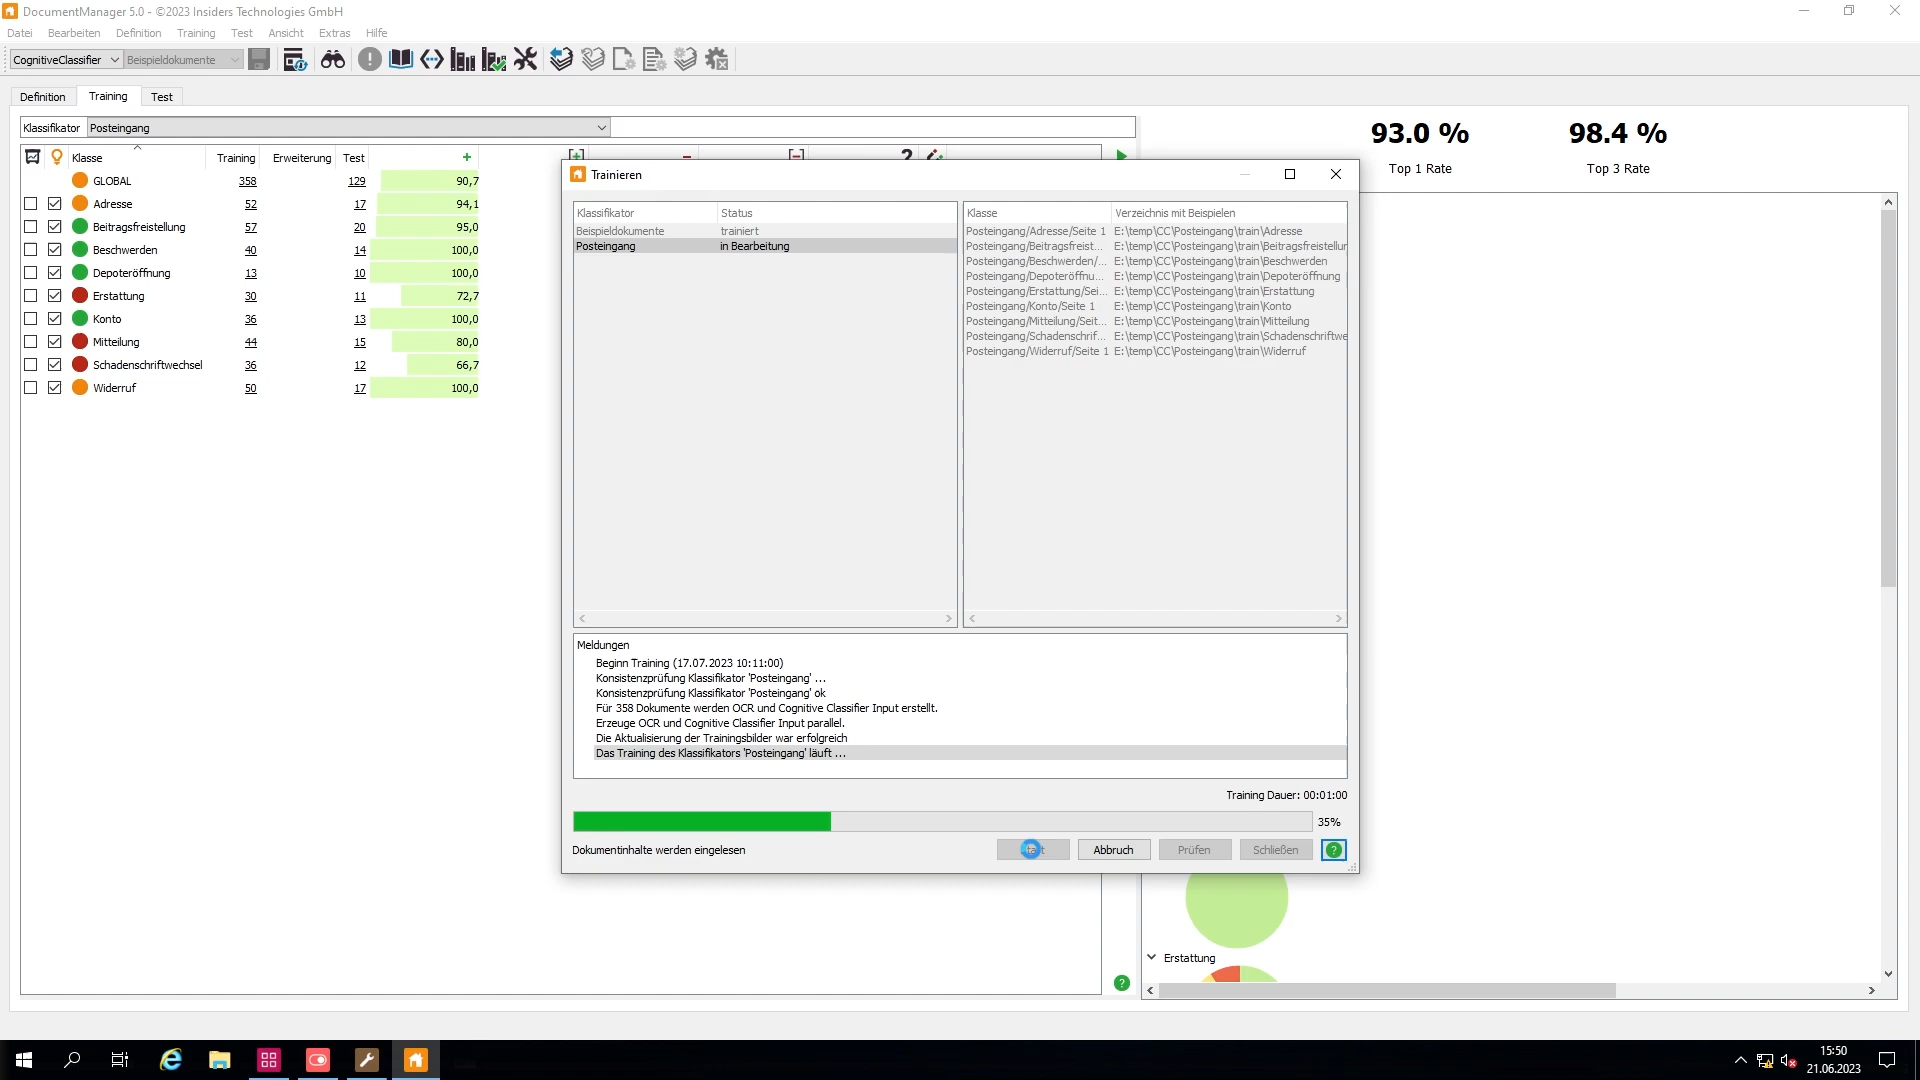 DocumentManager 5.0 - ©2023 Insiders Technologies GmbH
Datei Bearbeiten Definition Training Test Ansicht Extras Hilfe
CognitiveClassifier Beispieldokumente
Definition Training Test
Klassifikator Posteingang
Klasse Training Erweiterung Test + [+] − [−] ?
GLOBAL 358 129 90,7
Adresse 52 17 94,1
Beitragsfreistellung 57 20 95,0
Beschwerden 40 14 100,0
Depoteröffnung 13 10 100,0
Erstattung 30 11 72,7
Konto 36 13 100,0
Mitteilung 44 15 80,0
Schadenschriftwechsel 36 12 66,7
Widerruf 50 17 100,0
93.0 % 98.4 %
Top 1 Rate Top 3 Rate
Trainieren
Klassifikator Status
Beispieldokumente trainiert
Posteingang in Bearbeitung
Klasse Verzeichnis mit Beispielen
Posteingang/Adresse/Seite 1 E:\temp\CC\Posteingang\train\Adresse
Posteingang/Beitragsfreist... E:\temp\CC\Posteingang\train\Beitragsfreistellur
Posteingang/Beschwerden/... E:\temp\CC\Posteingang\train\Beschwerden
Posteingang/Depoteröffnu... E:\temp\CC\Posteingang\train\Depoteröffnung
Posteingang/Erstattung/Sei... E:\temp\CC\Posteingang\train\Erstattung
Posteingang/Konto/Seite 1 E:\temp\CC\Posteingang\train\Konto
Posteingang/Mitteilung/Seit... E:\temp\CC\Posteingang\train\Mitteilung
Posteingang/Schadenschrif... E:\temp\CC\Posteingang\train\Schadenschriftwe
Posteingang/Widerruf/Seite 1 E:\temp\CC\Posteingang\train\Widerruf
Meldungen
Beginn Training (17.07.2023 10:11:00)
Konsistenzprüfung Klassifikator 'Posteingang' ...
Konsistenzprüfung Klassifikator 'Posteingang' ok
Für 358 Dokumente werden OCR und Cognitive Classifier Input erstellt.
Erzeuge OCR und Cognitive Classifier Input parallel.
Die Aktualisierung der Trainingsbilder war erfolgreich
Das Training des Klassifikators 'Posteingang' läuft ...
Training Dauer: 00:01:00
35%
Dokumentinhalte werden eingelesen
Abbruch Prüfen Schließen ?
Erstattung
?
15:50
21.06.2023